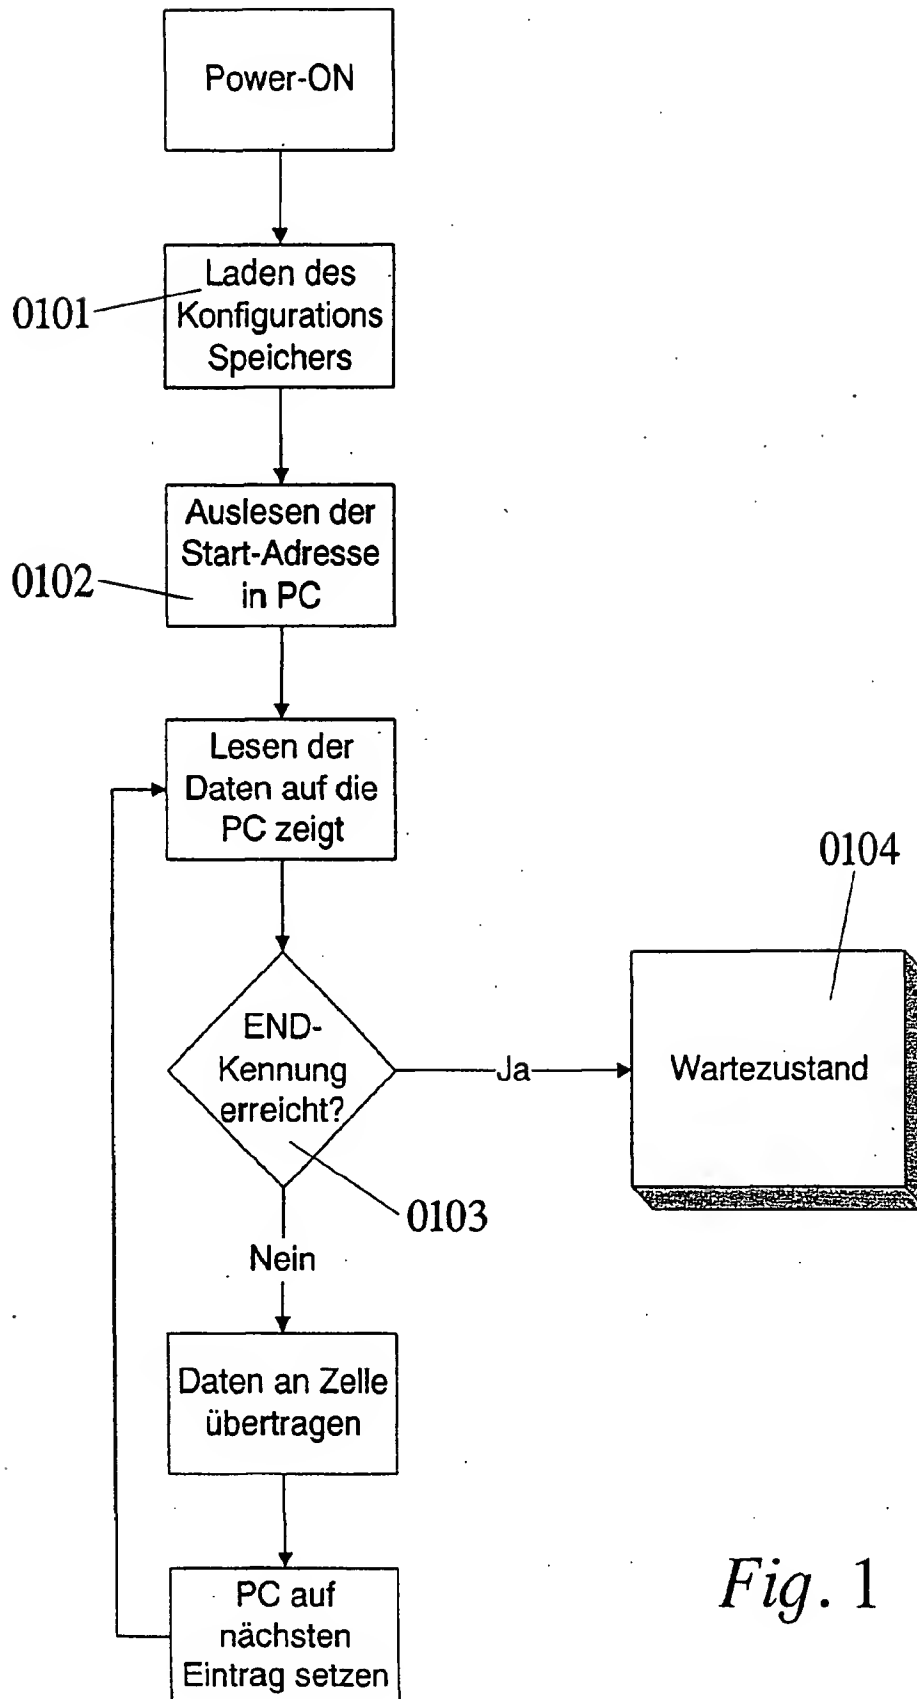 Power-ON
0101
Laden des
Konfigurations
Speichers
0102
Auslesen der
Start-Adresse
in PC
Lesen der
Daten auf die
PC zeigt
0104
END-
Kennung
erreicht?
Ja
Wartezustand
0103
Nein
Daten an Zelle
übertragen
PC auf
nächsten
Eintrag setzen
Fig. 1